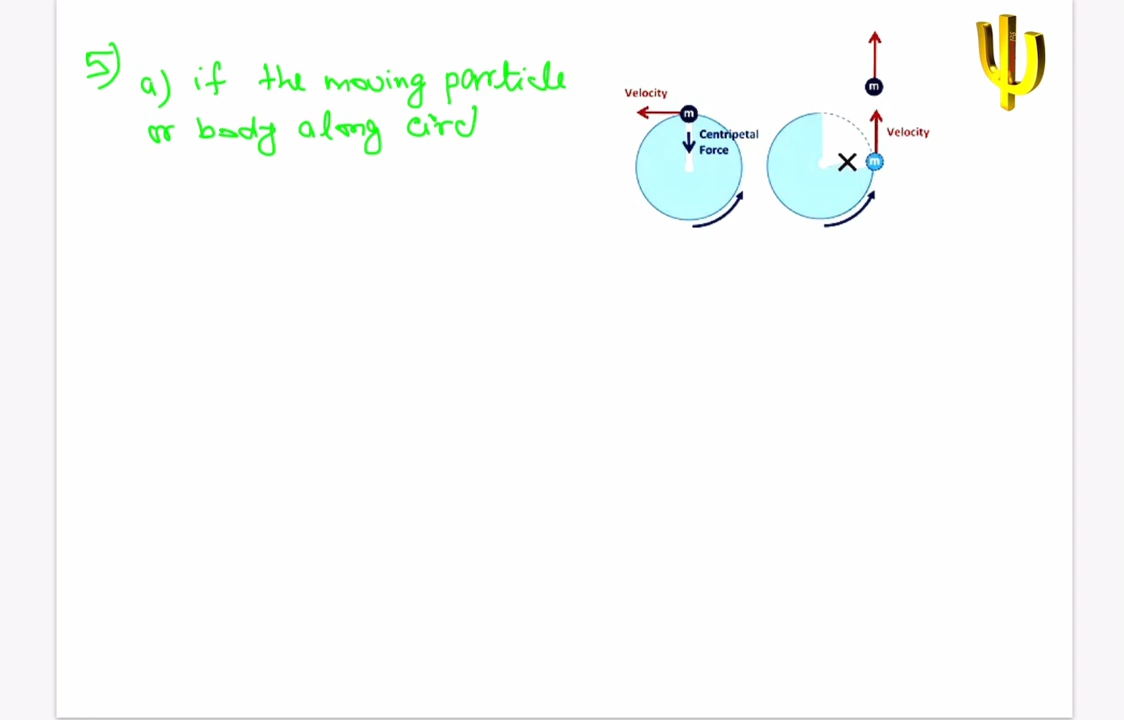 5) a) if the moving particle
or body along circl
Velocity
m
Centripetal
Force
m
Velocity
m